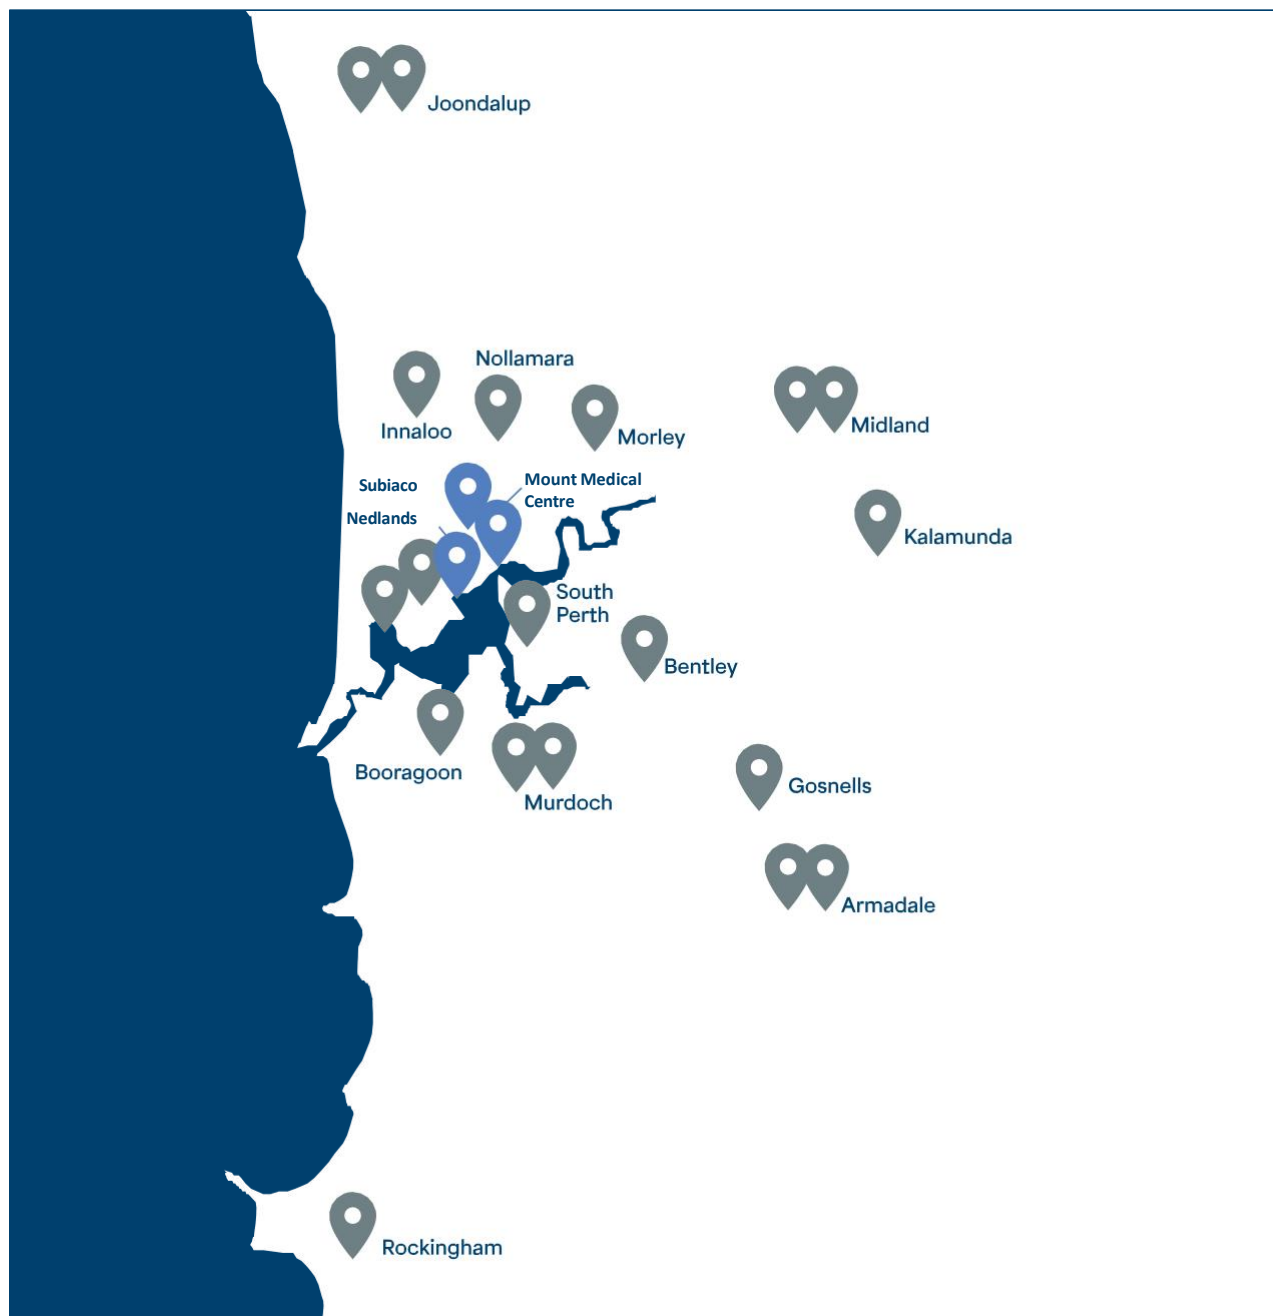 Joondalup
Nollamara
Innaloo
Morley
Midland
Subiaco
Mount Medical
Centre
Nedlands
Kalamunda
South
Perth
Bentley
Booragoon
Murdoch
Gosnells
Armadale
Rockingham